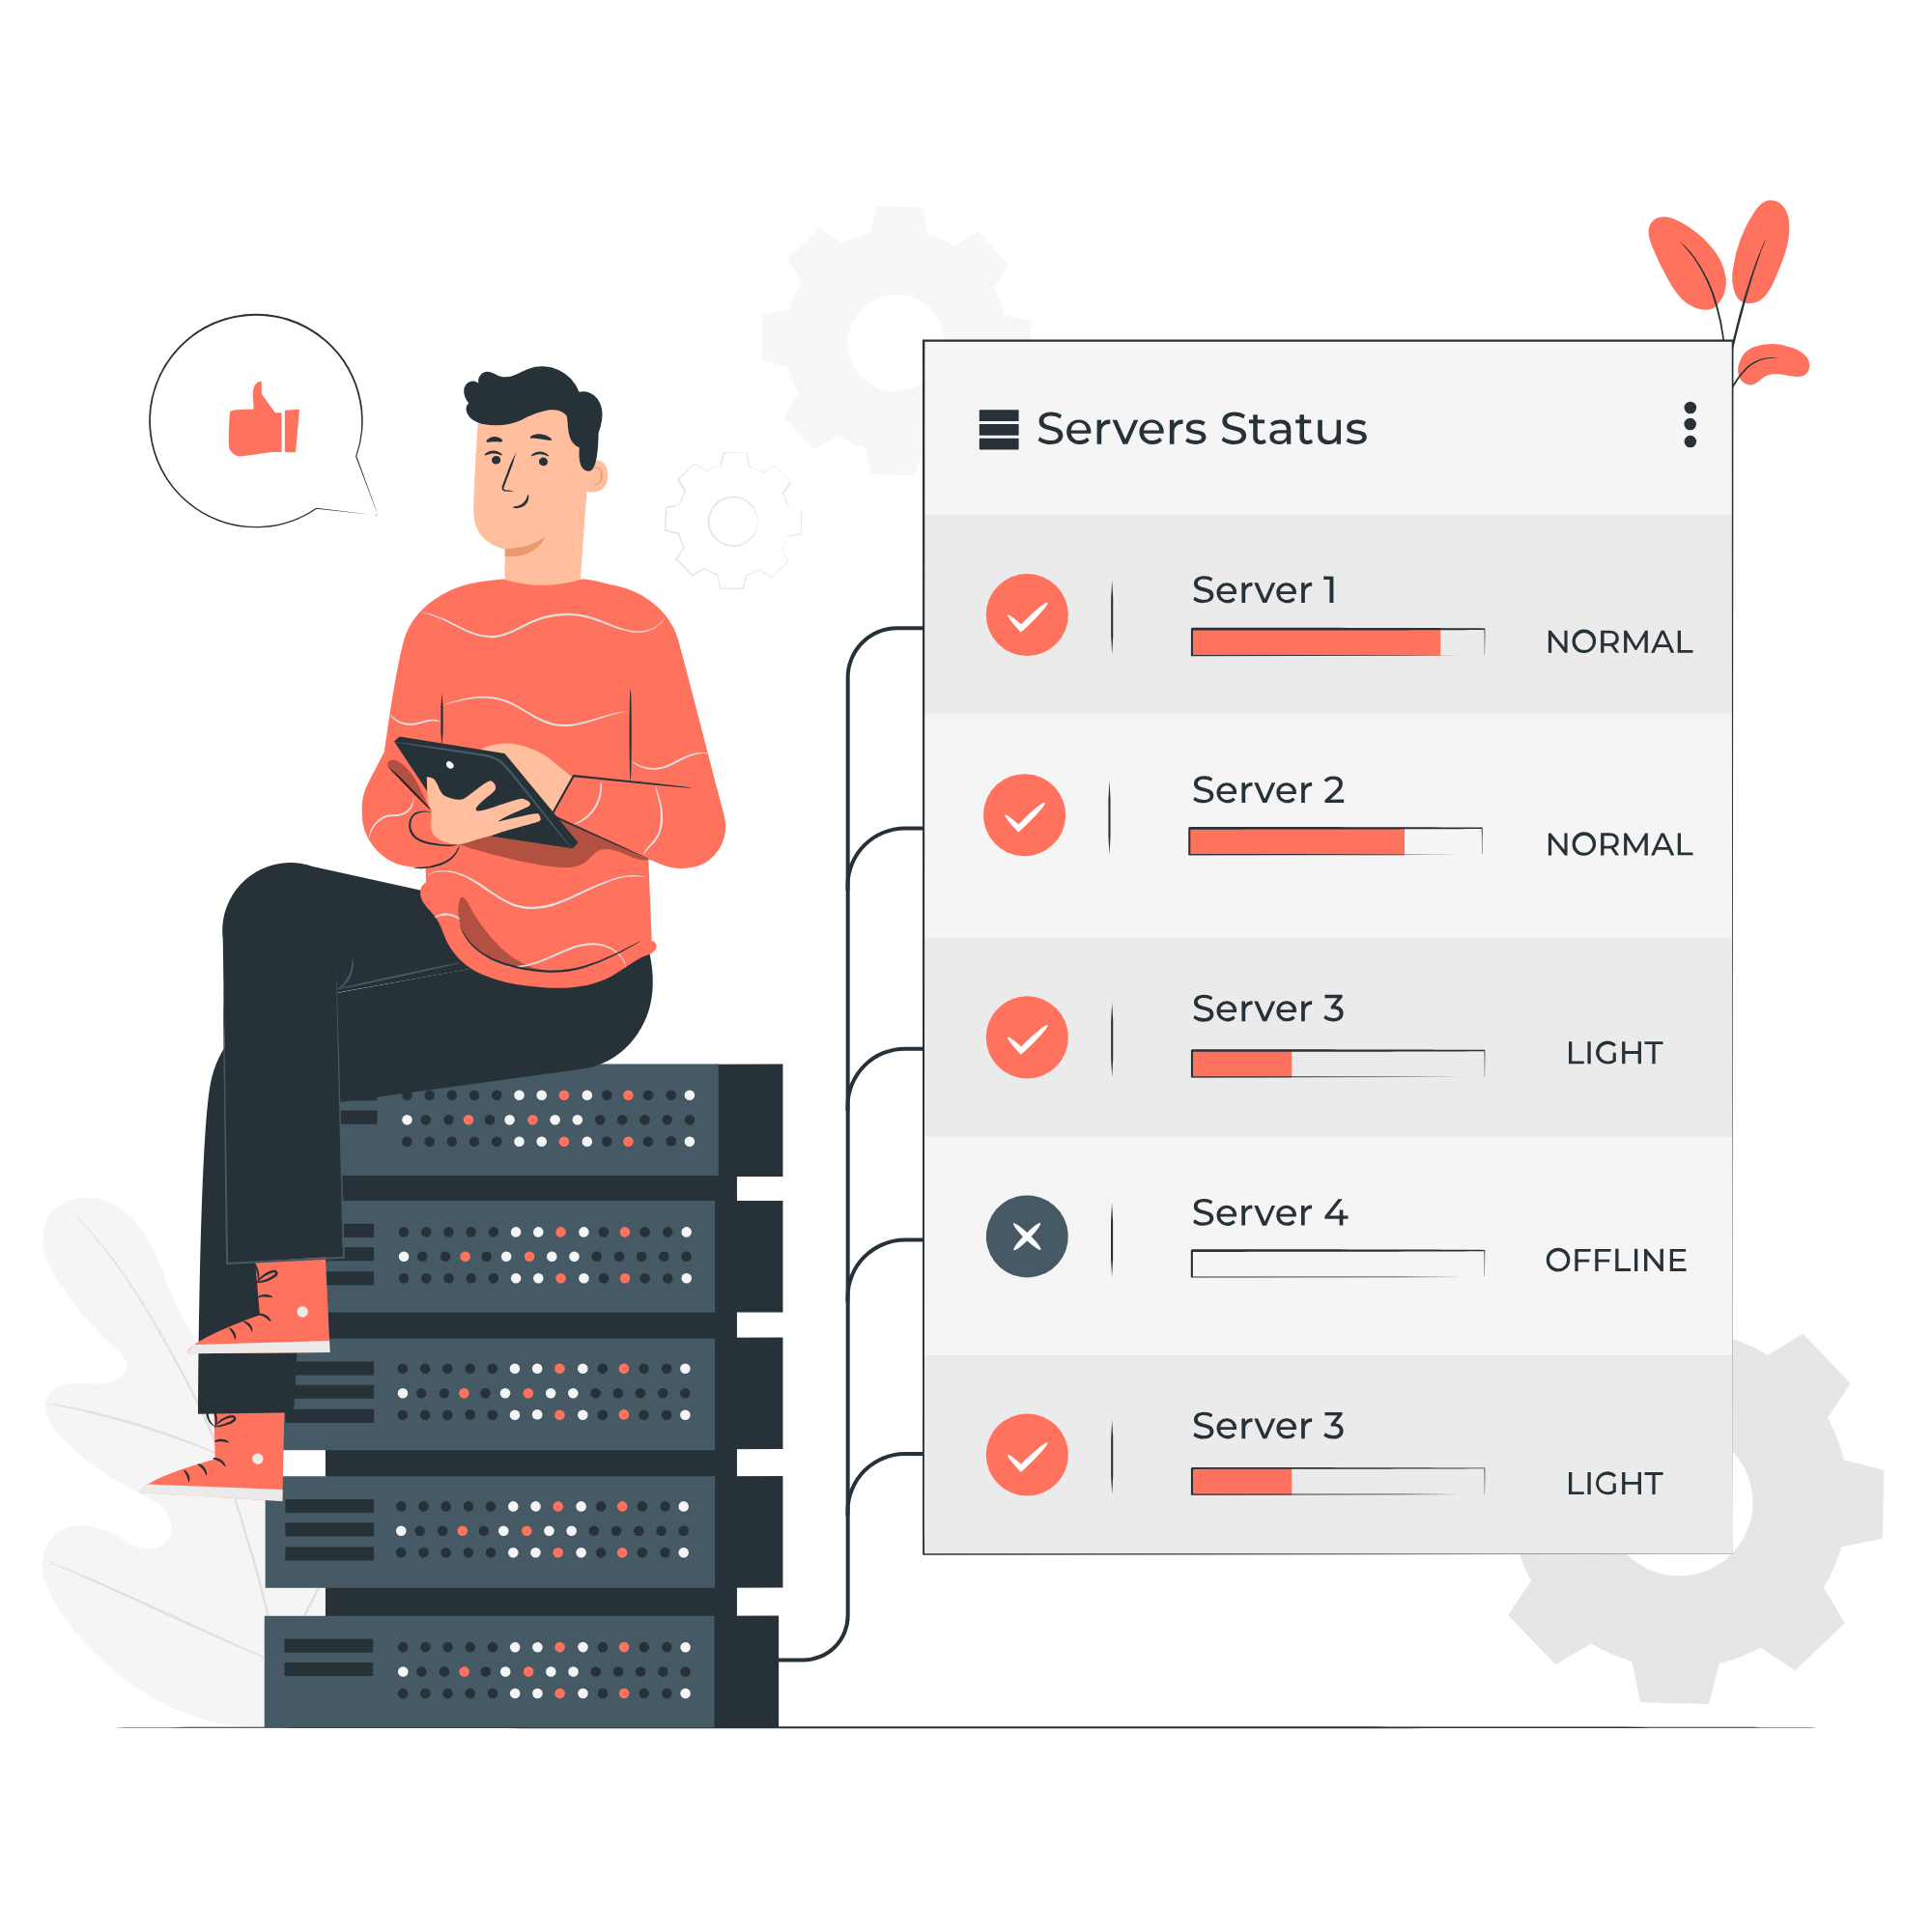 Servers Status
Server 1
NORMAL
Server 2
NORMAL
Server 3
LIGHT
Server 4
OFFLINE
Server 3
LIGHT